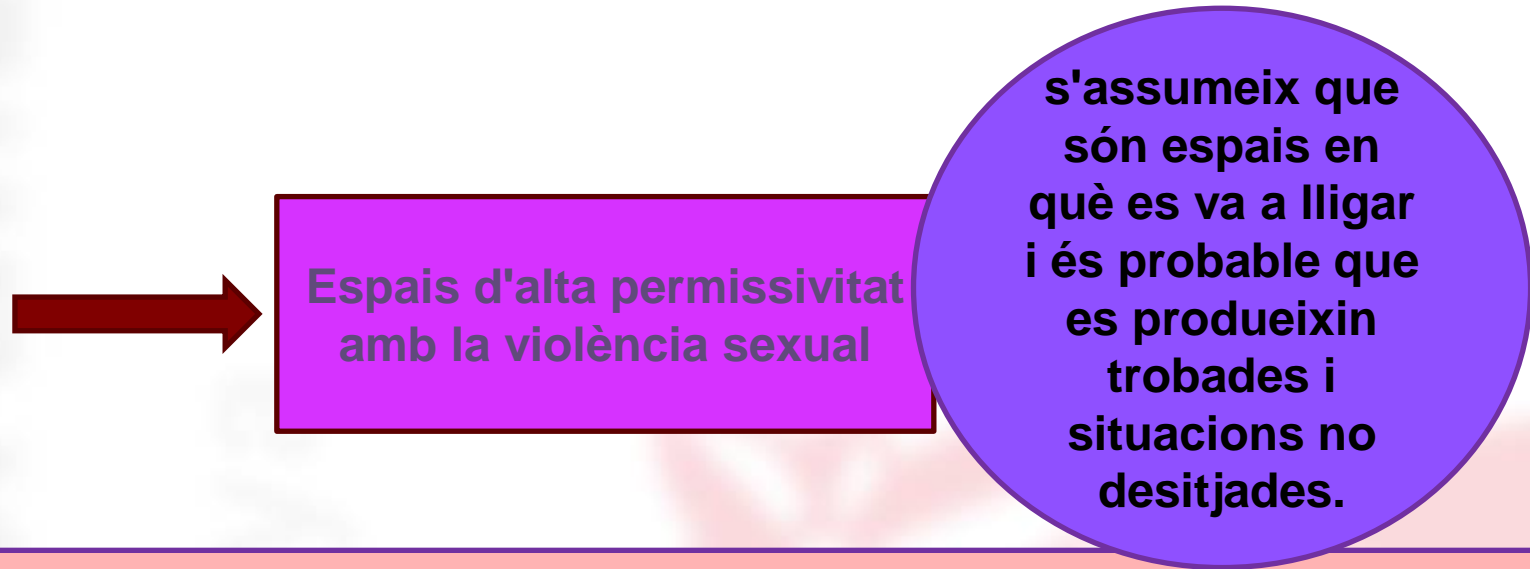 Espais d'alta permissivitat
amb la violència sexual
s'assumeix que
són espais en
què es va a lligar
i és probable que
es produeixin
trobades i
situacions no
desitjades.